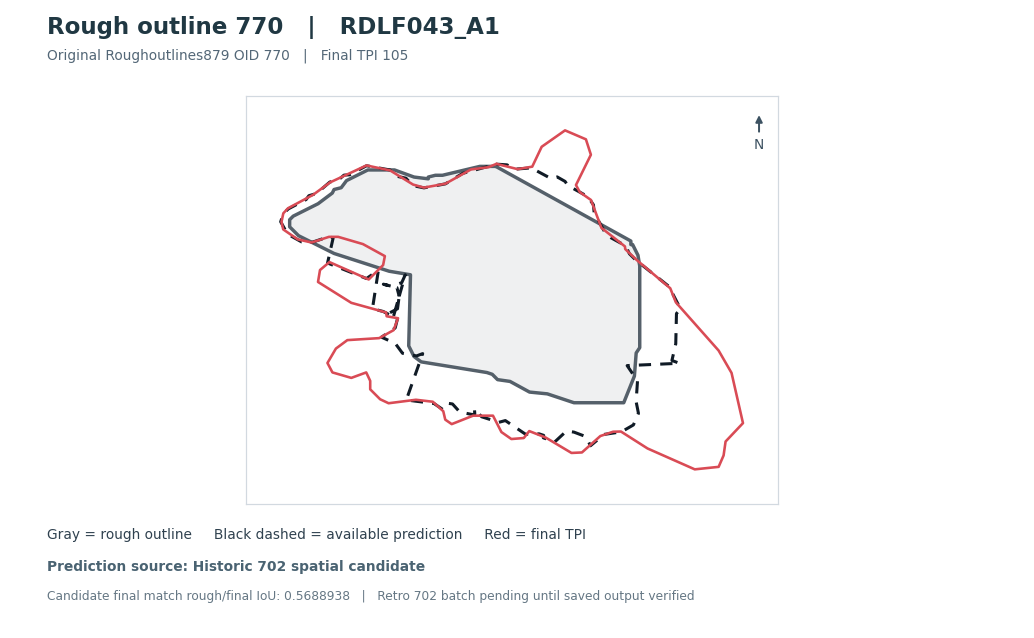 Rough outline 770   |   RDLF043_A1
Original Roughoutlines879 OID 770   |   Final TPI 105
N
Gray = rough outline     Black dashed = available prediction     Red = final TPI
Prediction source: Historic 702 spatial candidate
Candidate final match rough/final IoU: 0.5688938   |   Retro 702 batch pending until saved output verified